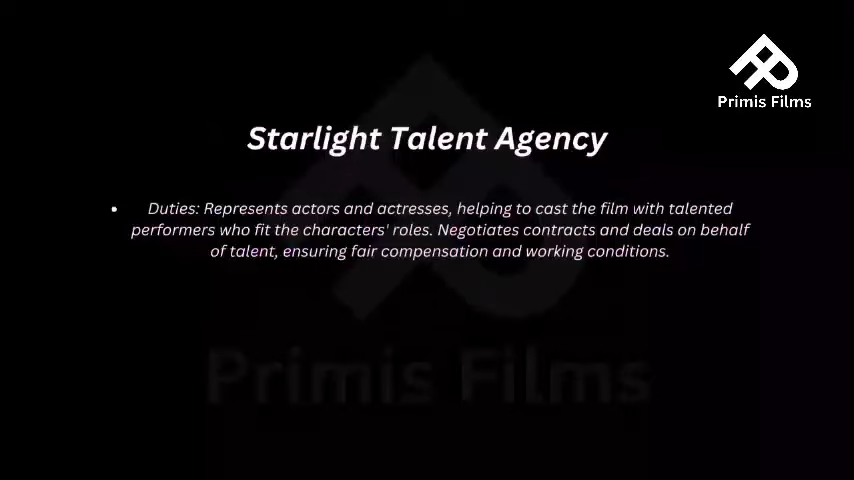 Primis Films
Starlight Talent Agency
• Duties: Represents actors and actresses, helping to cast the film with talented
performers who fit the characters' roles. Negotiates contracts and deals on behalf
of talent, ensuring fair compensation and working conditions.
Primis Films